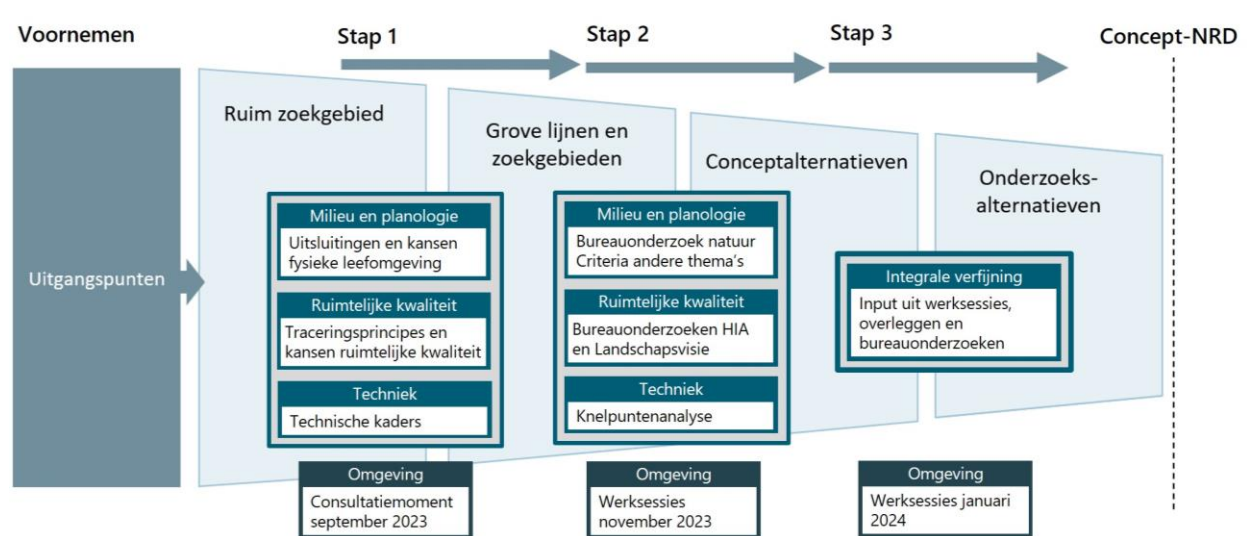 Voornemen
Stap 1
Stap 2
Stap 3
Concept-NRD
Uitgangspunten
Ruim zoekgebied
Grove lijnen en
zoekgebieden
Conceptalternatieven
Onderzoeks-
alternatieven
Milieu en planologie
Uitsluitingen en kansen
fysieke leefomgeving
Ruimtelijke kwaliteit
Traceringsprincipes en
kansen ruimtelijke kwaliteit
Techniek
Technische kaders
Milieu en planologie
Bureauonderzoek natuur
Criteria andere thema's
Ruimtelijke kwaliteit
Bureauonderzoeken HIA
en Landschapsvisie
Techniek
Knelpuntenanalyse
Integrale verfijning
Input uit werksessies,
overleggen en
bureauonderzoeken
Omgeving
Consultatiemoment
september 2023
Omgeving
Werksessies
november 2023
Omgeving
Werksessies januari
2024